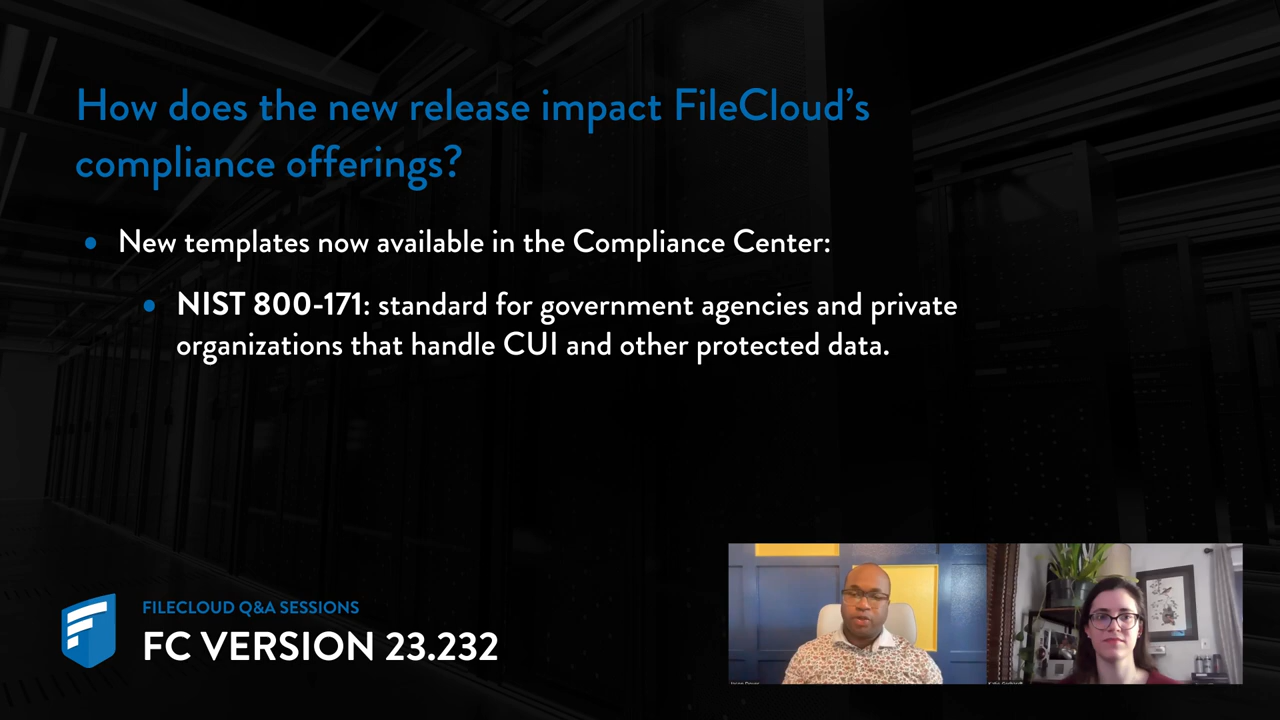 How does the new release impact FileCloud’s
compliance offerings?
New templates now available in the Compliance Center:
NIST 800-171: standard for government agencies and private
organizations that handle CUI and other protected data.
FILECLOUD Q&A SESSIONS
FC VERSION 23.232